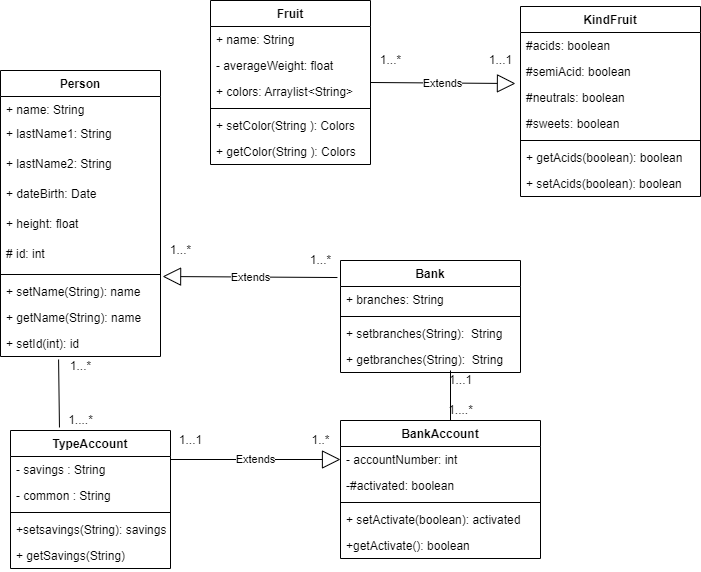 Fruit
+ name: String
- averageWeight: float
+ colors: Arraylist<String>
+ setColor(String ): Colors
+ getColor(String ): Colors
1...*
Extends
1...1
KindFruit
#acids: boolean
#semiAcid: boolean
#neutrals: boolean
#sweets: boolean
+ getAcids(boolean): boolean
+ setAcids(boolean): boolean
Person
+ name: String
+ lastName1: String
+ lastName2: String
+ dateBirth: Date
+ height: float
# id: int
+ setName(String): name
+ getName(String): name
+ setId(int): id
1...*
Extends
1...*
Bank
+ branches: String
+ setbranches(String):  String
+ getbranches(String):  String
1...*
1....*
1...1
1....*
TypeAccount
- savings : String
- common : String
+setsavings(String): savings
+ getSavings(String)
1...1
Extends
1..*
BankAccount
- accountNumber: int
-#activated: boolean
+ setActivate(boolean): activated
+getActivate(): boolean